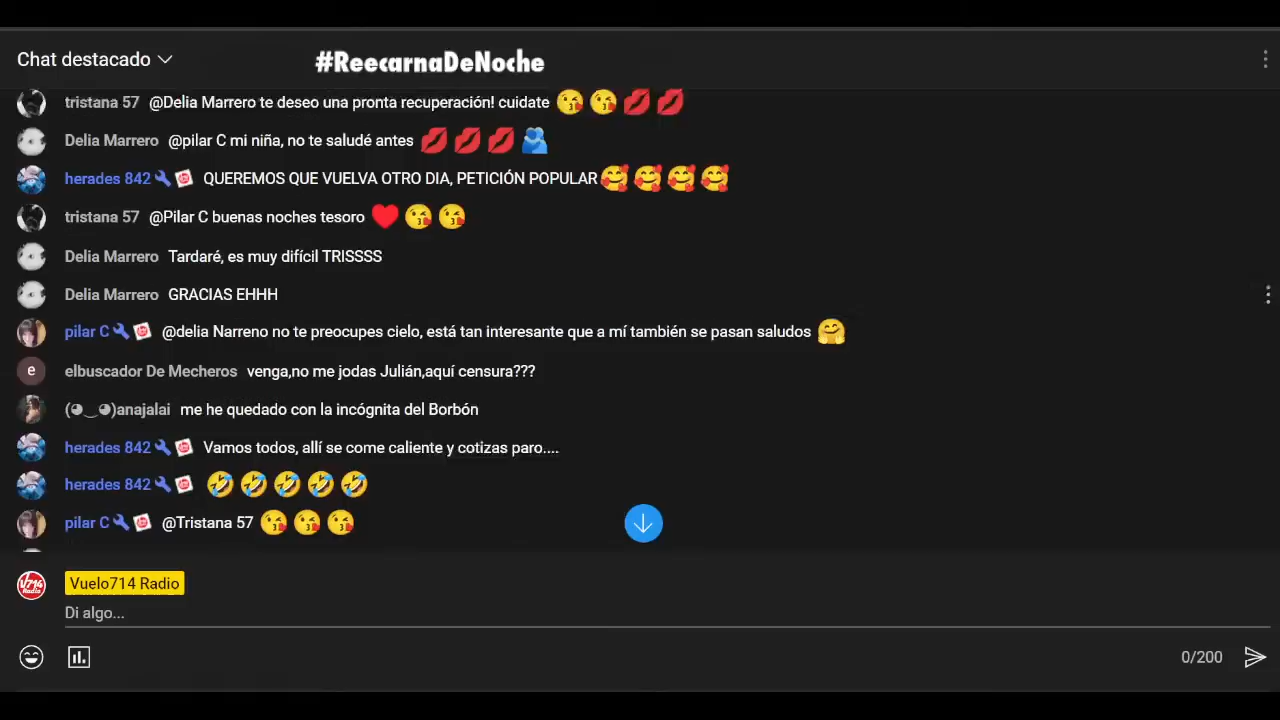 Chat destacado
#ReecarnaDeNoche
tristana 57 @Delia Marrero te deseo una pronta recuperación! cuidate 😘 😘 💋 💋
Delia Marrero @pilar C mi niña, no te saludé antes 💋 💋 💋 🫂
herades 842 QUEREMOS QUE VUELVA OTRO DIA, PETICIÓN POPULAR 🥰 🥰 🥰 🥰
tristana 57 @Pilar C buenas noches tesoro ❤️ 😘 😘
Delia Marrero Tardaré, es muy difícil TRISSSS
Delia Marrero GRACIAS EHHH
pilar C @delia Narreno no te preocupes cielo, está tan interesante que a mí también se pasan saludos 🤗
e elbuscador De Mecheros venga,no me jodas Julián,aquí censura???
(◕‿◕)anajalai me he quedado con la incógnita del Borbón
herades 842 Vamos todos, allí se come caliente y cotizas paro....
herades 842 🤣 🤣 🤣 🤣 🤣
pilar C @Tristana 57 😘 😘 😘
V714 Radio Vuelo714 Radio
Di algo...
0/200